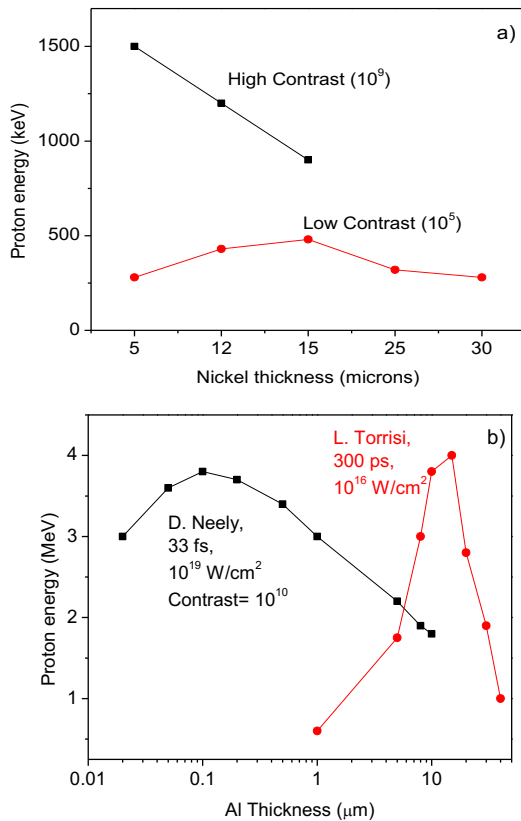 a)
1500
High Contrast (10⁹)
1000
Low Contrast (10⁵)
500
0
Proton energy (keV)
5 12 15 25 30
Nickel thickness (microns)
b)
L. Torrisi,
300 ps,
10¹⁶ W/cm²
4
D. Neely,
33 fs,
10¹⁹ W/cm²
Contrast= 10¹⁰
3
2
1
Proton energy (MeV)
0.01 0.1 1 10
Al Thickness (μm)